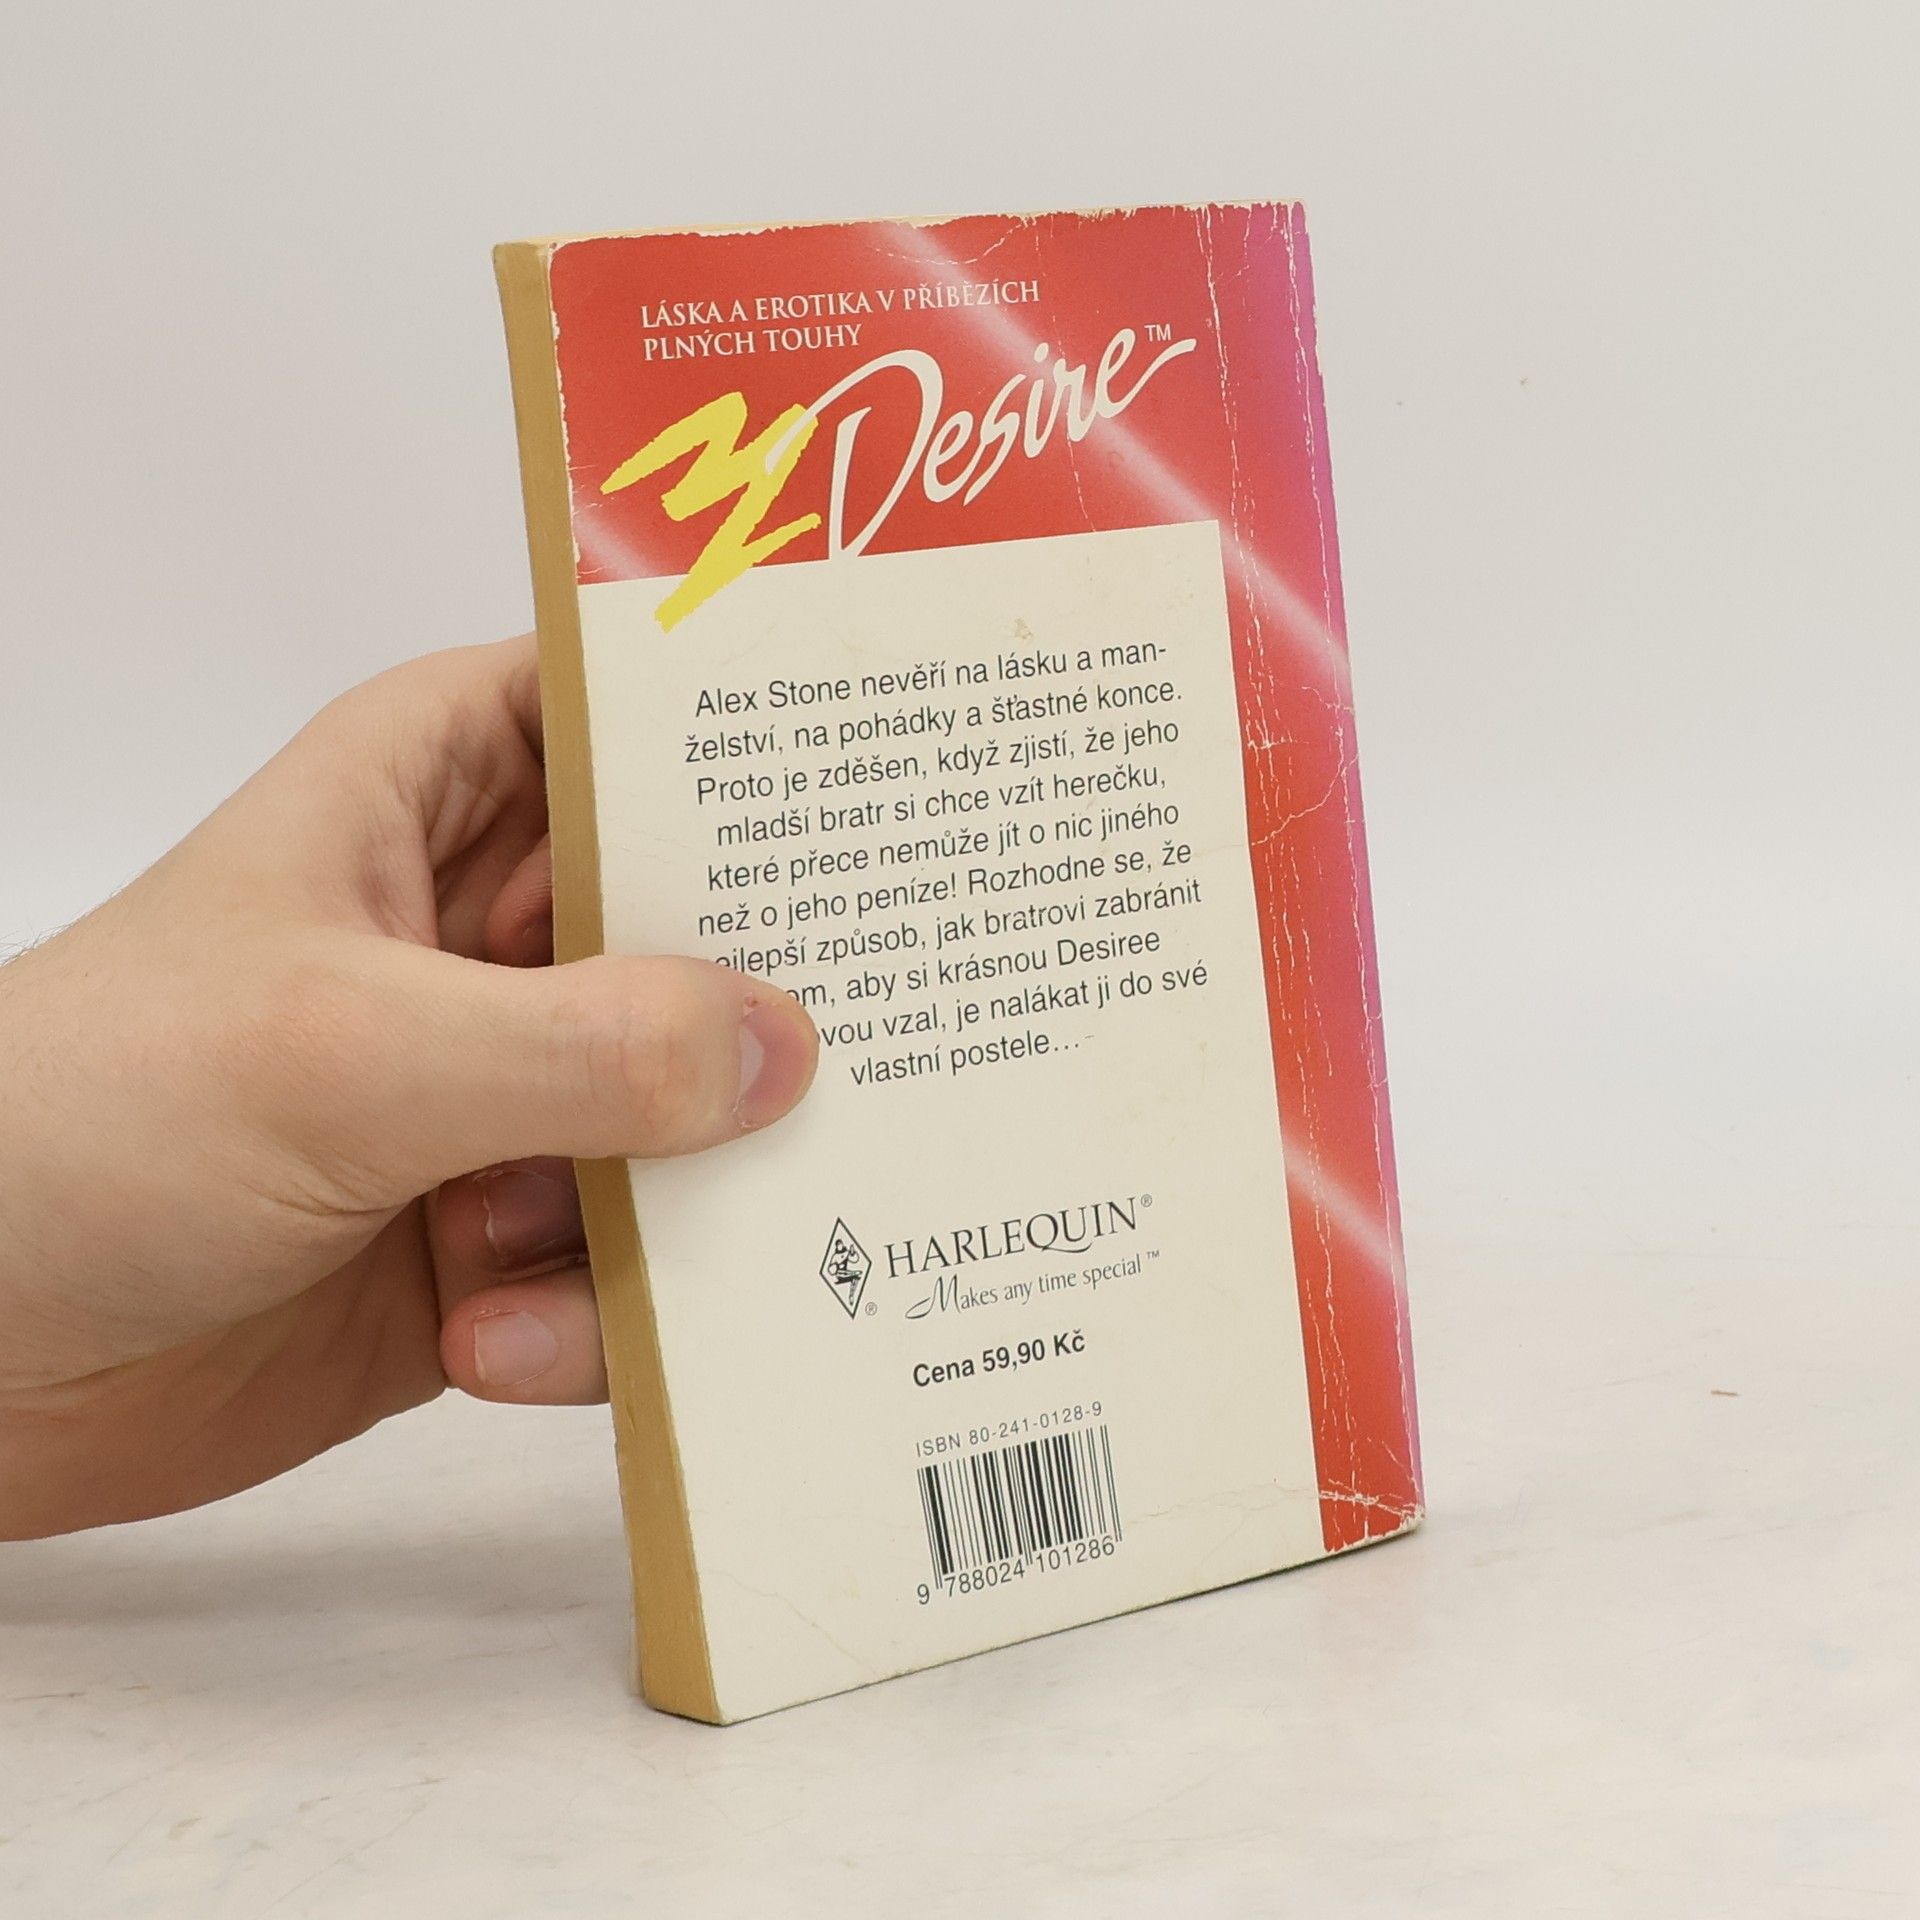 LÁSKA A EROTIKA V PŘÍBĚZÍCH
PLNÝCH TOUHY
Desire™
Alex Stone nevěří na lásku a man-
želství, na pohádky a šťastné konce.
Proto je zděšen, když zjistí, že jeho
mladší bratr si chce vzít herečku,
které přece nemůže jít o nic jiného
než o jeho peníze! Rozhodne se, že
způsob, jak bratrovi zabránit
aby si krásnou Desiree
vzal, je nalákat ji do své
vlastní postele...
HARLEQUIN®
Makes any time special™
®
Cena 59,90 Kč
ISBN 80-241-0128-9
9 788024 101286